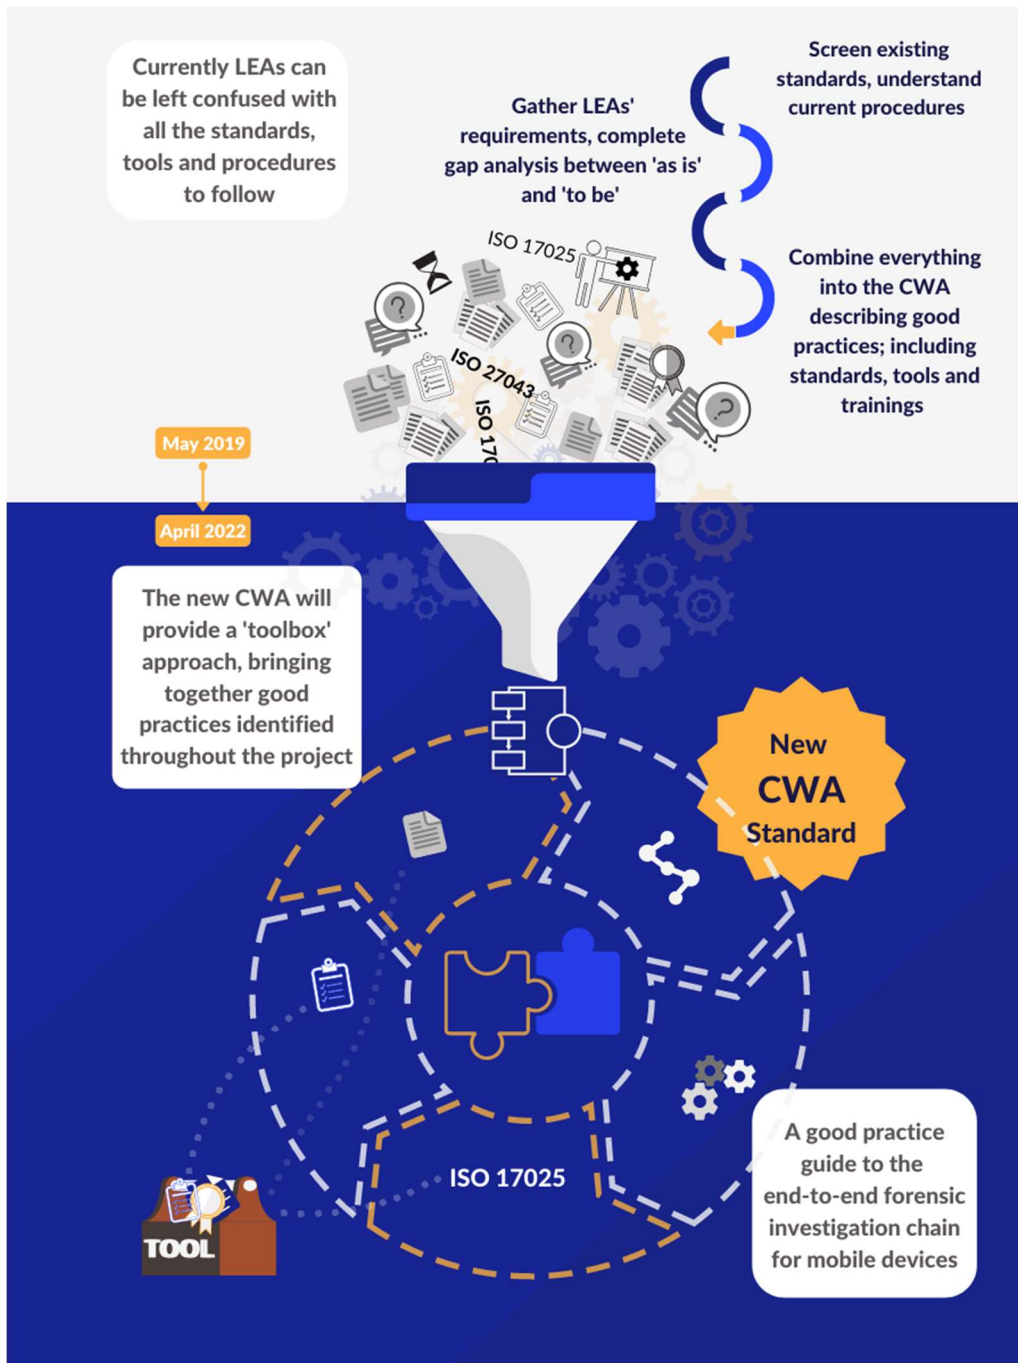 Currently LEAs can
be left confused with
all the standards,
tools and procedures
to follow
Gather LEAs'
requirements, complete
gap analysis between 'as is'
and 'to be'
Screen existing
standards, understand
current procedures
Combine everything
into the CWA
describing good
practices; including
standards, tools and
trainings
ISO 17025
ISO 27043
ISO 170
May 2019
April 2022
The new CWA will
provide a 'toolbox'
approach, bringing
together good
practices identified
throughout the project
New
CWA
Standard
ISO 17025
TOOL
A good practice
guide to the
end-to-end forensic
investigation chain
for mobile devices